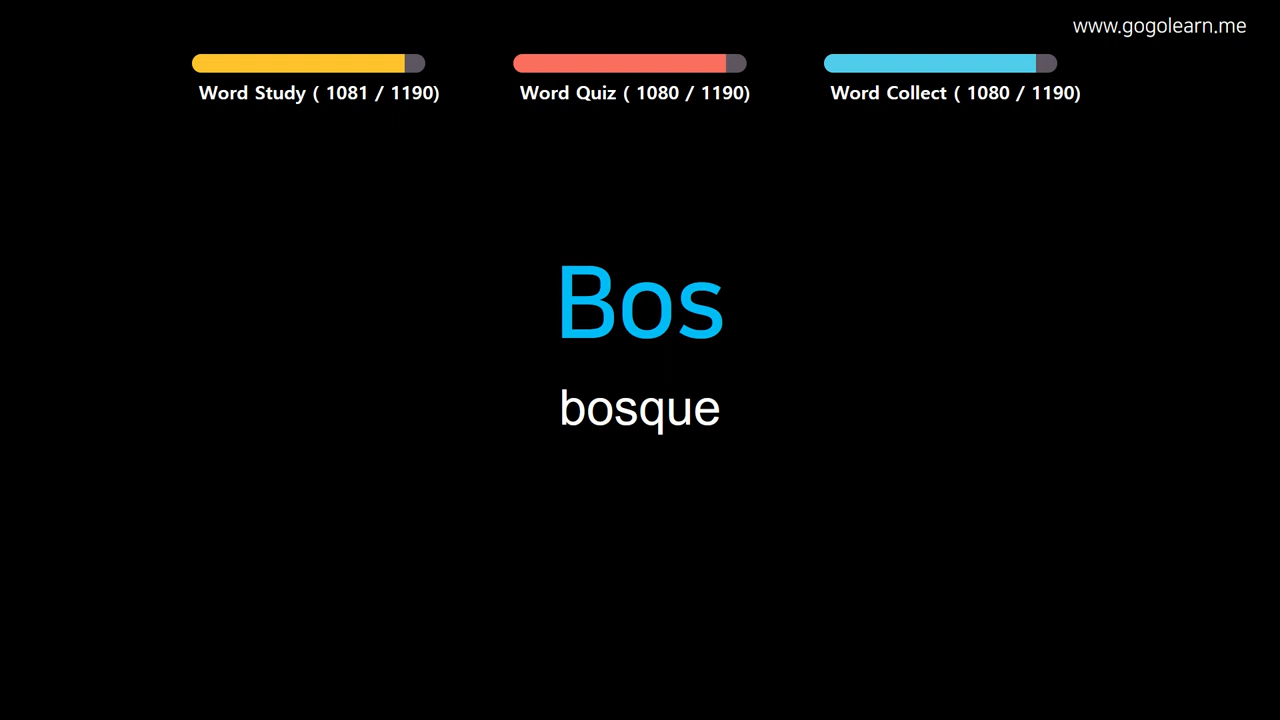 www.gogolearn.me
Word Study ( 1081 / 1190)
Word Quiz ( 1080 / 1190)
Word Collect ( 1080 / 1190)
Bos
bosque